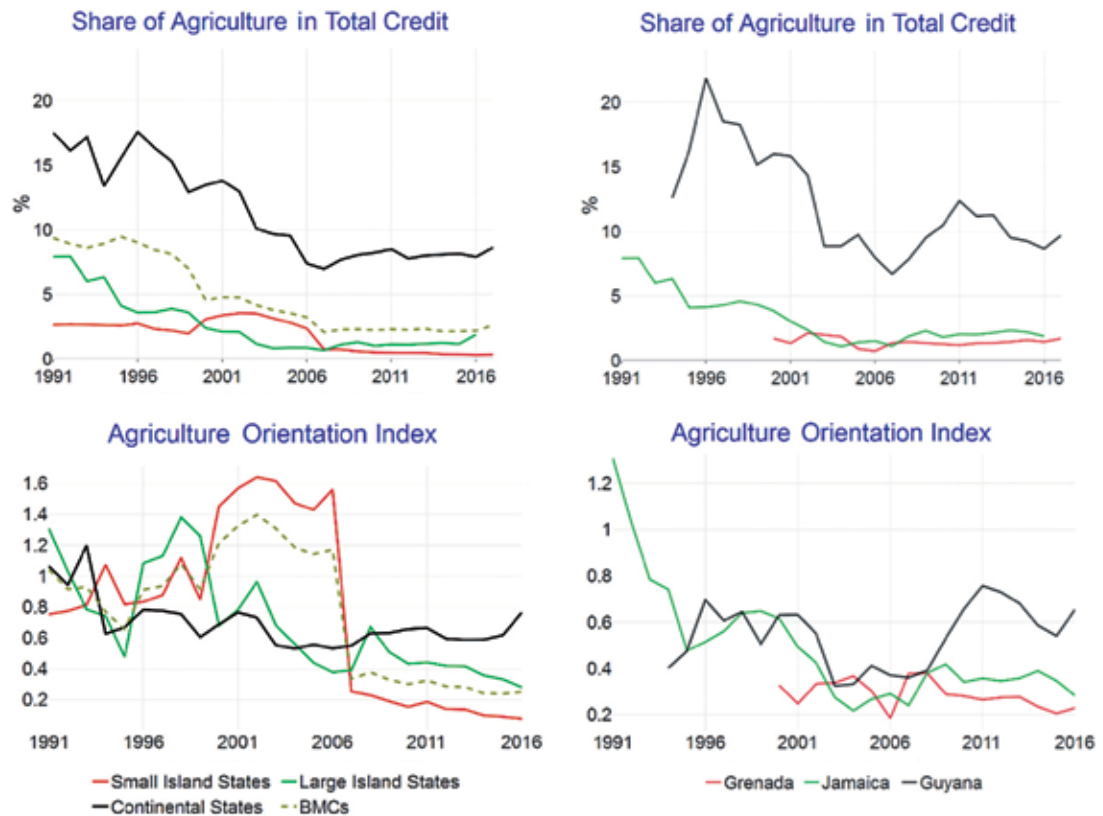 Share of Agriculture in Total Credit
20
15
%
10
5
0
1991 1996 2001 2006 2011 2016
Share of Agriculture in Total Credit
20
15
%
10
5
0
1991 1996 2001 2006 2011 2016
Agriculture Orientation Index
1.6
1.4
1.2
1
0.8
0.6
0.4
0.2
1991 1996 2001 2006 2011 2016
Small Island States Large Island States
Continental States BMCs
Agriculture Orientation Index
1.2
1
0.8
0.6
0.4
0.2
1991 1996 2001 2006 2011 2016
Grenada Jamaica Guyana